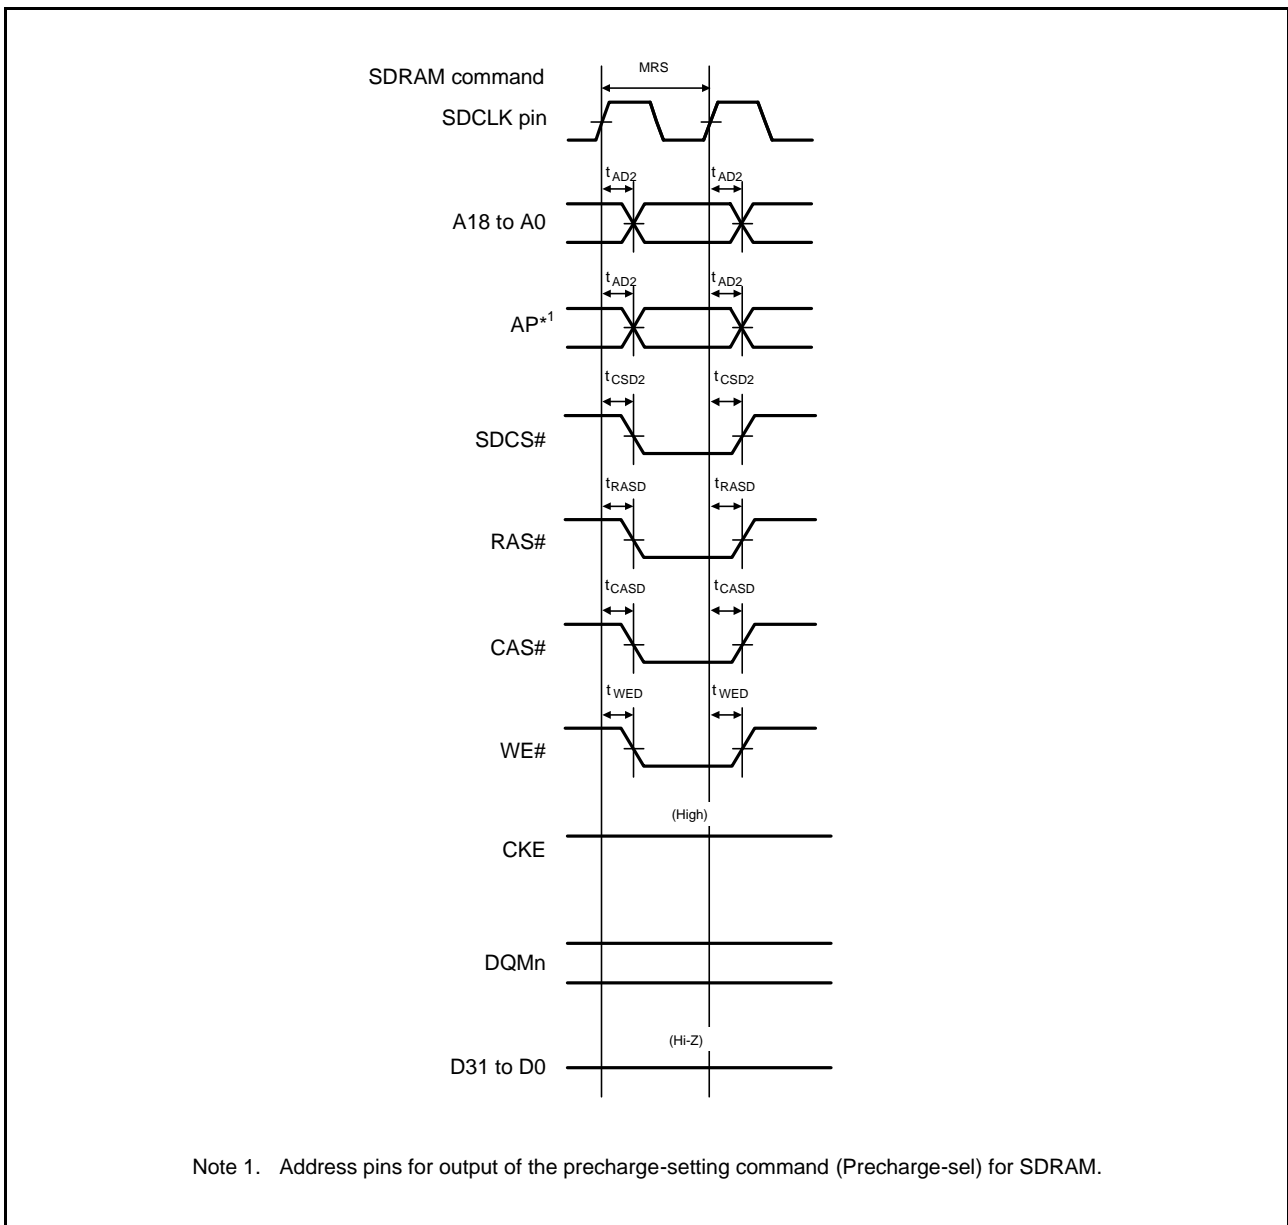 SDRAM command
MRS
SDCLK pin
tAD2 tAD2
A18 to A0
tAD2 tAD2
AP*1
tCSD2 tCSD2
SDCS#
tRASD tRASD
RAS#
tCASD tCASD
CAS#
tWED tWED
WE#
(High)
CKE
DQMn
(Hi-Z)
D31 to D0
Note 1. Address pins for output of the precharge-setting command (Precharge-sel) for SDRAM.